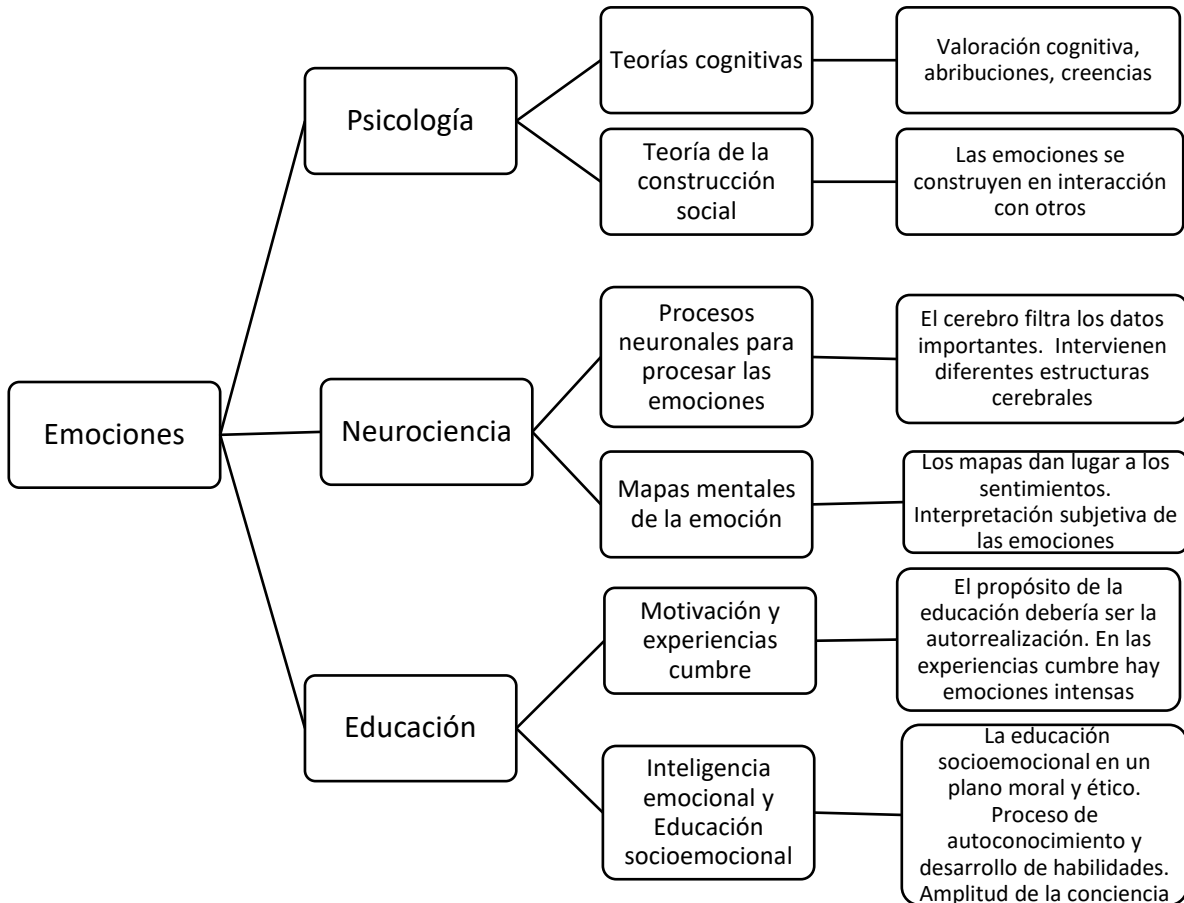 Emociones
Psicología
Teorías cognitivas
Valoración cognitiva,
abribuciones, creencias
Teoría de la
construcción
social
Las emociones se
construyen en interacción
con otros
Neurociencia
Procesos
neuronales para
procesar las
emociones
El cerebro filtra los datos
importantes.  Intervienen
diferentes estructuras
cerebrales
Mapas mentales
de la emoción
Los mapas dan lugar a los
sentimientos.
Interpretación subjetiva de
las emociones
Educación
Motivación y
experiencias
cumbre
El propósito de la
educación debería ser la
autorrealización. En las
experiencias cumbre hay
emociones intensas
Inteligencia
emocional y
Educación
socioemocional
La educación
socioemocional en un
plano moral y ético.
Proceso de
autoconocimiento y
desarrollo de habilidades.
Amplitud de la conciencia